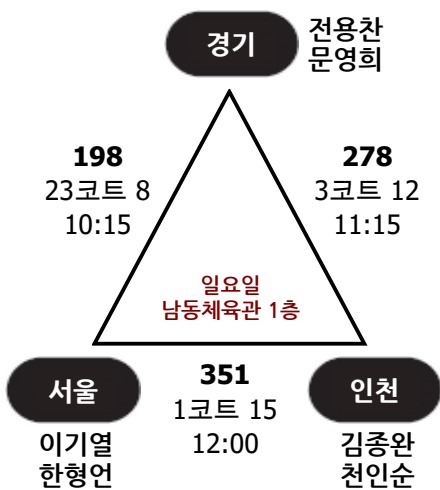 경기
전용찬
문영희
198
23코트 8
10:15
278
3코트 12
11:15
일요일
남동체육관 1층
서울
이기열
한형언
351
1코트 15
12:00
인천
김종완
천인순